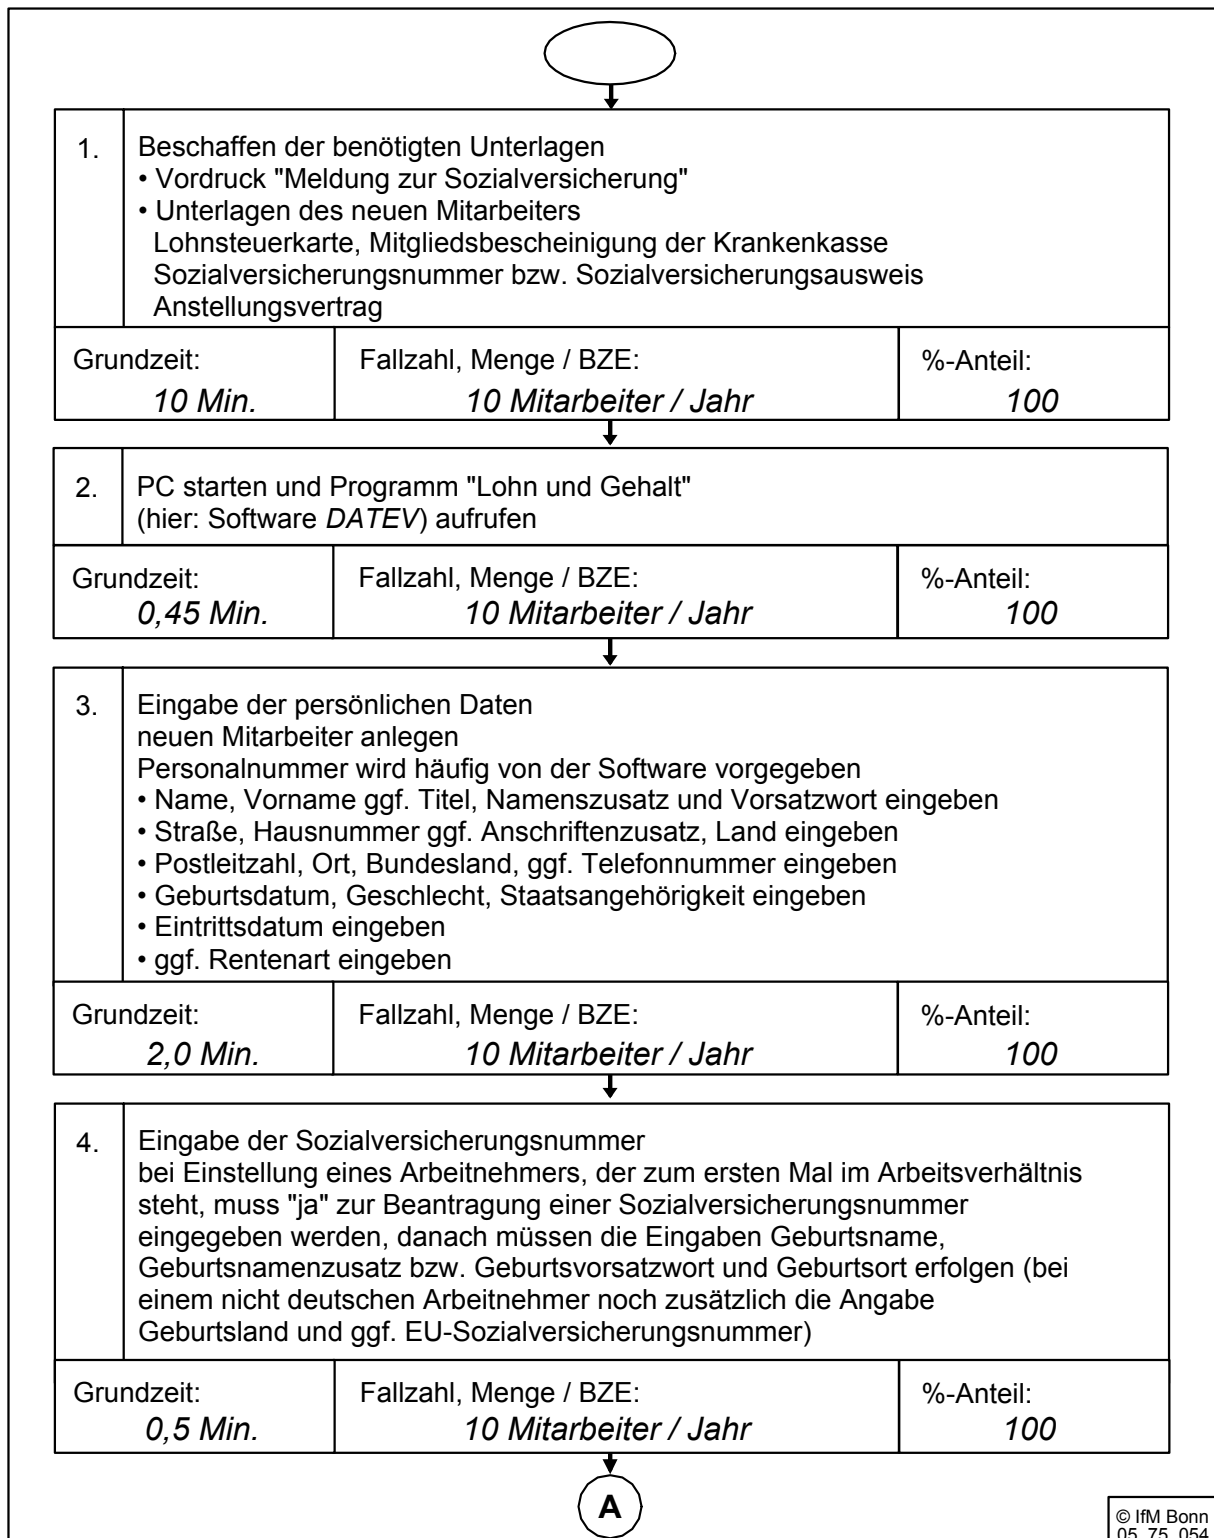 1.
Beschaffen der benötigten Unterlagen
• Vordruck "Meldung zur Sozialversicherung"
• Unterlagen des neuen Mitarbeiters
Lohnsteuerkarte, Mitgliedsbescheinigung der Krankenkasse
Sozialversicherungsnummer bzw. Sozialversicherungsausweis
Anstellungsvertrag
Grundzeit: Fallzahl, Menge / BZE: %-Anteil:
10 Min. 10 Mitarbeiter / Jahr 100
2.
PC starten und Programm "Lohn und Gehalt"
(hier: Software DATEV) aufrufen
Grundzeit: Fallzahl, Menge / BZE: %-Anteil:
0,45 Min. 10 Mitarbeiter / Jahr 100
3.
Eingabe der persönlichen Daten
neuen Mitarbeiter anlegen
Personalnummer wird häufig von der Software vorgegeben
• Name, Vorname ggf. Titel, Namenszusatz und Vorsatzwort eingeben
• Straße, Hausnummer ggf. Anschriftenzusatz, Land eingeben
• Postleitzahl, Ort, Bundesland, ggf. Telefonnummer eingeben
• Geburtsdatum, Geschlecht, Staatsangehörigkeit eingeben
• Eintrittsdatum eingeben
• ggf. Rentenart eingeben
Grundzeit: Fallzahl, Menge / BZE: %-Anteil:
2,0 Min. 10 Mitarbeiter / Jahr 100
4.
Eingabe der Sozialversicherungsnummer
bei Einstellung eines Arbeitnehmers, der zum ersten Mal im Arbeitsverhältnis
steht, muss "ja" zur Beantragung einer Sozialversicherungsnummer
eingegeben werden, danach müssen die Eingaben Geburtsname,
Geburtsnamenzusatz bzw. Geburtsvorsatzwort und Geburtsort erfolgen (bei
einem nicht deutschen Arbeitnehmer noch zusätzlich die Angabe
Geburtsland und ggf. EU-Sozialversicherungsnummer)
Grundzeit: Fallzahl, Menge / BZE: %-Anteil:
0,5 Min. 10 Mitarbeiter / Jahr 100
A
© IfM Bonn
05 75 054